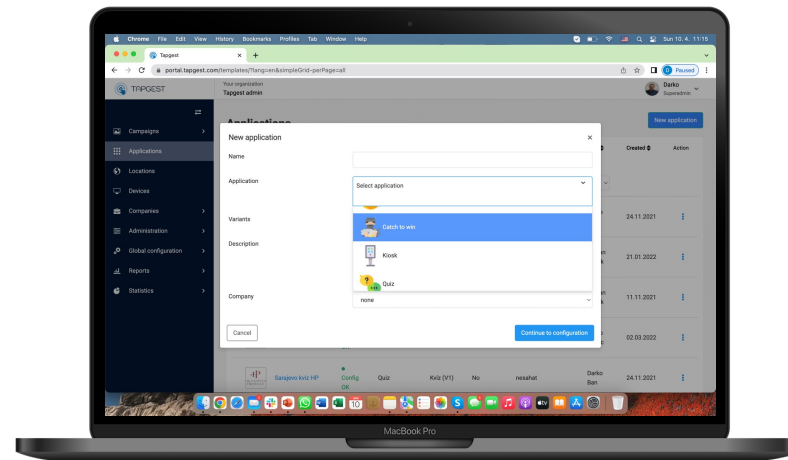 Chrome File Edit View History Bookmarks Profiles Tab Window Help
Sun 10. 4. 11:15
Tapgest
portal.tapgest.com/templates/?lang=en&simpleGrid-perPage=all
Paused
TAPGEST
Your organization
Tapgest admin
Darko
Superadmin
Applications
New application
Campaigns
Applications
Locations
Devices
Companies
Administration
Global configuration
Reports
Statistics
New application
Name
Application
Select application
Catch to win
Kiosk
Quiz
Variants
Description
Company
none
Cancel
Continue to configuration
Created
Action
24.11.2021
21.01.2022
11.11.2021
02.03.2022
Sarajevo kviz HP
Config
OK
Quiz
Kviz (V1)
No
nesahat
Darko
Ban
24.11.2021
MacBook Pro